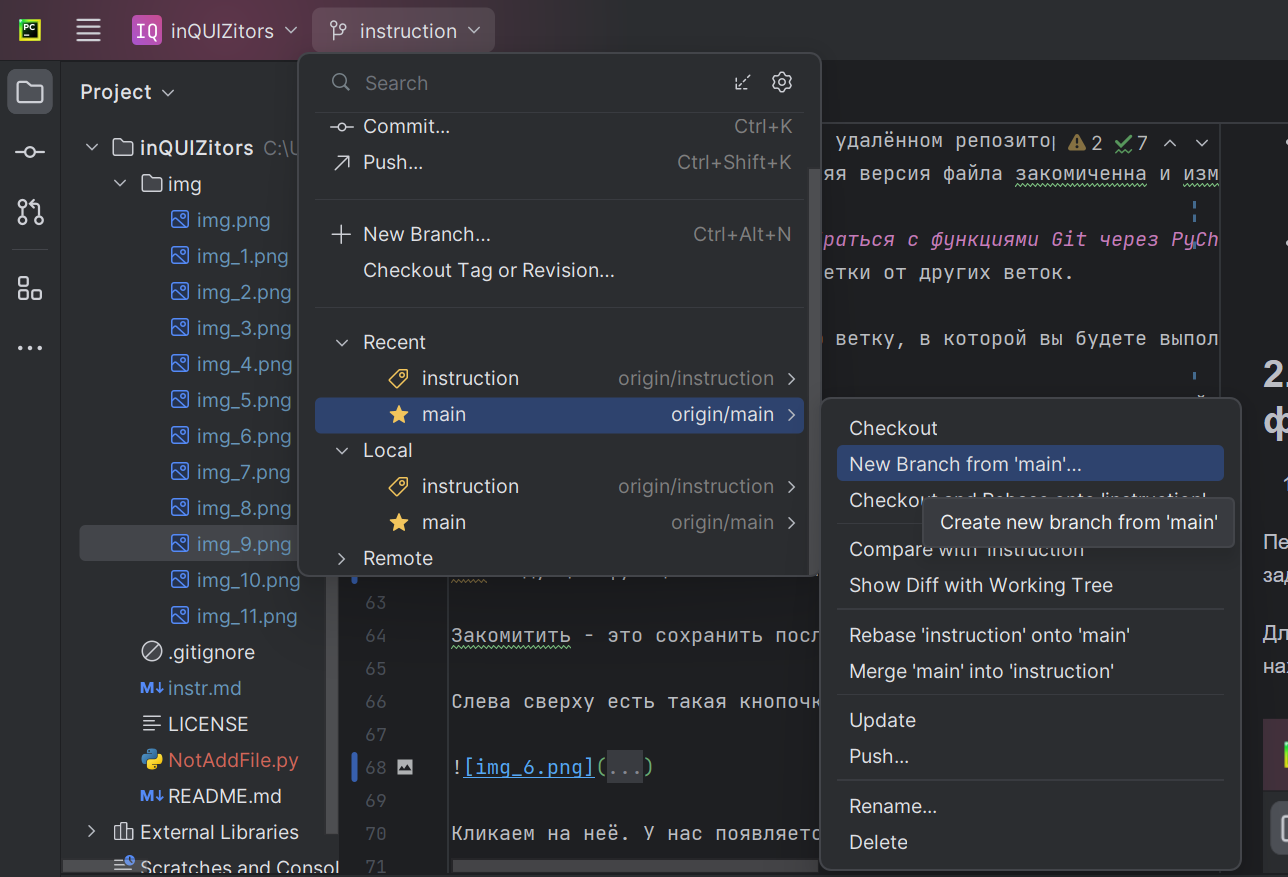 PC
IQ inQUIZitors
instruction
Project
inQUIZitors C:\U
img
img.png
img_1.png
img_2.png
img_3.png
img_4.png
img_5.png
img_6.png
img_7.png
img_8.png
img_9.png
img_10.png
img_11.png
.gitignore
M↓ instr.md
LICENSE
NotAddFile.py
M↓ README.md
External Libraries
Scratches and Consol
Search
Commit... Ctrl+K
Push... Ctrl+Shift+K
New Branch... Ctrl+Alt+N
Checkout Tag or Revision...
Recent
instruction origin/instruction
main origin/main
Local
instruction origin/instruction
main origin/main
Remote
удалённом репозитор 2 7
яя версия файла закомиченна и изм
раться с функциями Git через PyCh
етки от других веток.
ветку, в которой вы будете выпол
63
64 Закомитить - это сохранить посл
65
66 Слева сверху есть такая кнопочк
67
68 ![img_6.png](...)
69
70 Кликаем на неё. У нас появляетс
71
Checkout
New Branch from 'main'...
Checkout and Rebase onto 'instruction'
Create new branch from 'main'
Compare with 'instruction'
Show Diff with Working Tree
Rebase 'instruction' onto 'main'
Merge 'main' into 'instruction'
Update
Push...
Rename...
Delete
2.
ф
1
Пе
зад
Дл
наж